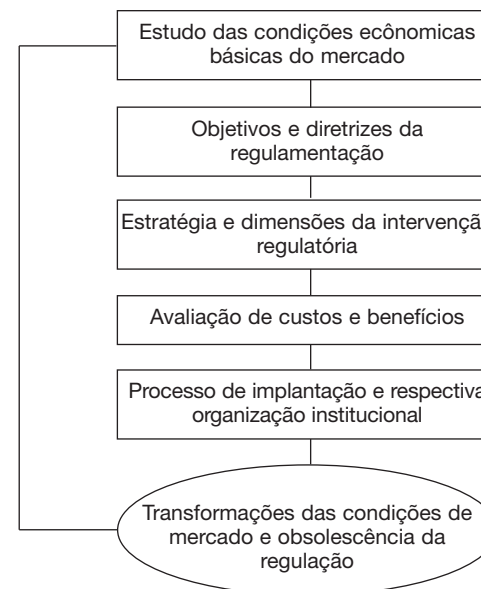 Estudo das condições ecônomicas
básicas do mercado
Objetivos e diretrizes da
regulamentação
Estratégia e dimensões da intervençã
regulatória
Avaliação de custos e benefícios
Processo de implantação e respectiva
organização institucional
Transformações das condições de
mercado e obsolescência da
regulação